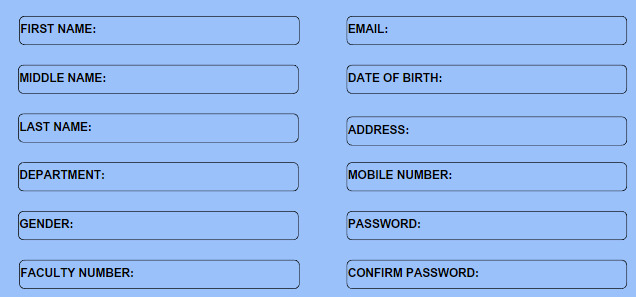 FIRST NAME:
MIDDLE NAME:
LAST NAME:
DEPARTMENT:
GENDER:
FACULTY NUMBER:
EMAIL:
DATE OF BIRTH:
ADDRESS:
MOBILE NUMBER:
PASSWORD:
CONFIRM PASSWORD: